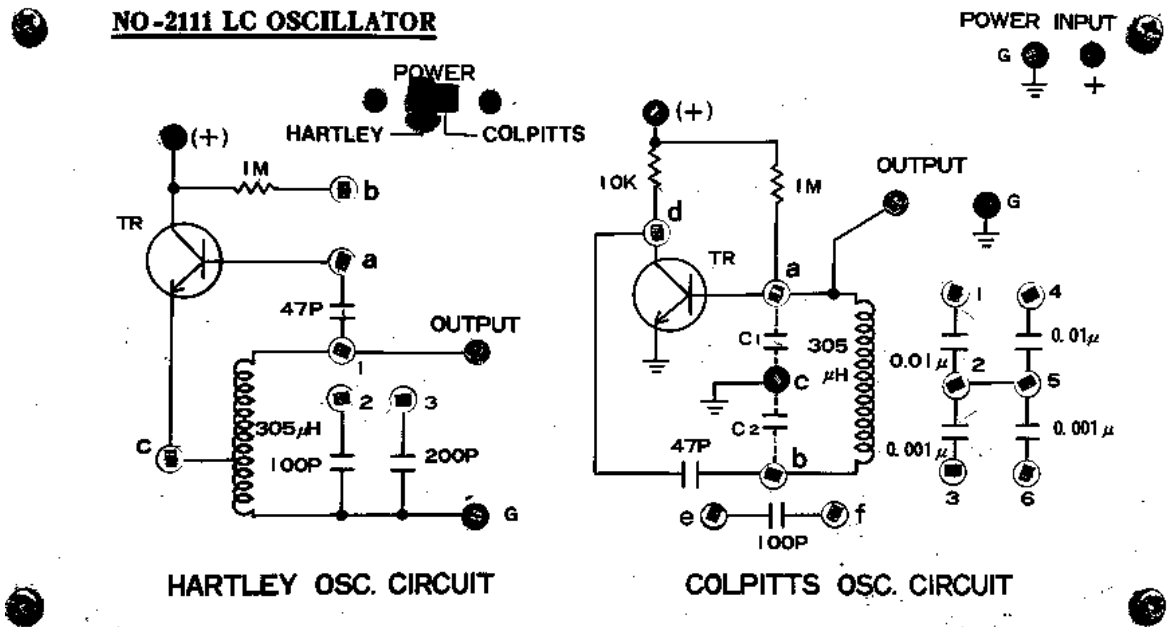 NO-2111 LC OSCILLATOR
POWER INPUT
G
+
POWER
HARTLEY COLPITTS
(+)
1M
b
TR
a
47P
OUTPUT
1
2
3
305μH
100P
200P
C
G
HARTLEY OSC. CIRCUIT
(+)
10K
1M
OUTPUT
d
G
TR
a
C1
305
μH
c
C2
47P
b
e
f
100P
1
4
0.01μ
0.01μ
2
5
0.001μ
0.001μ
3
6
COLPITTS OSC. CIRCUIT